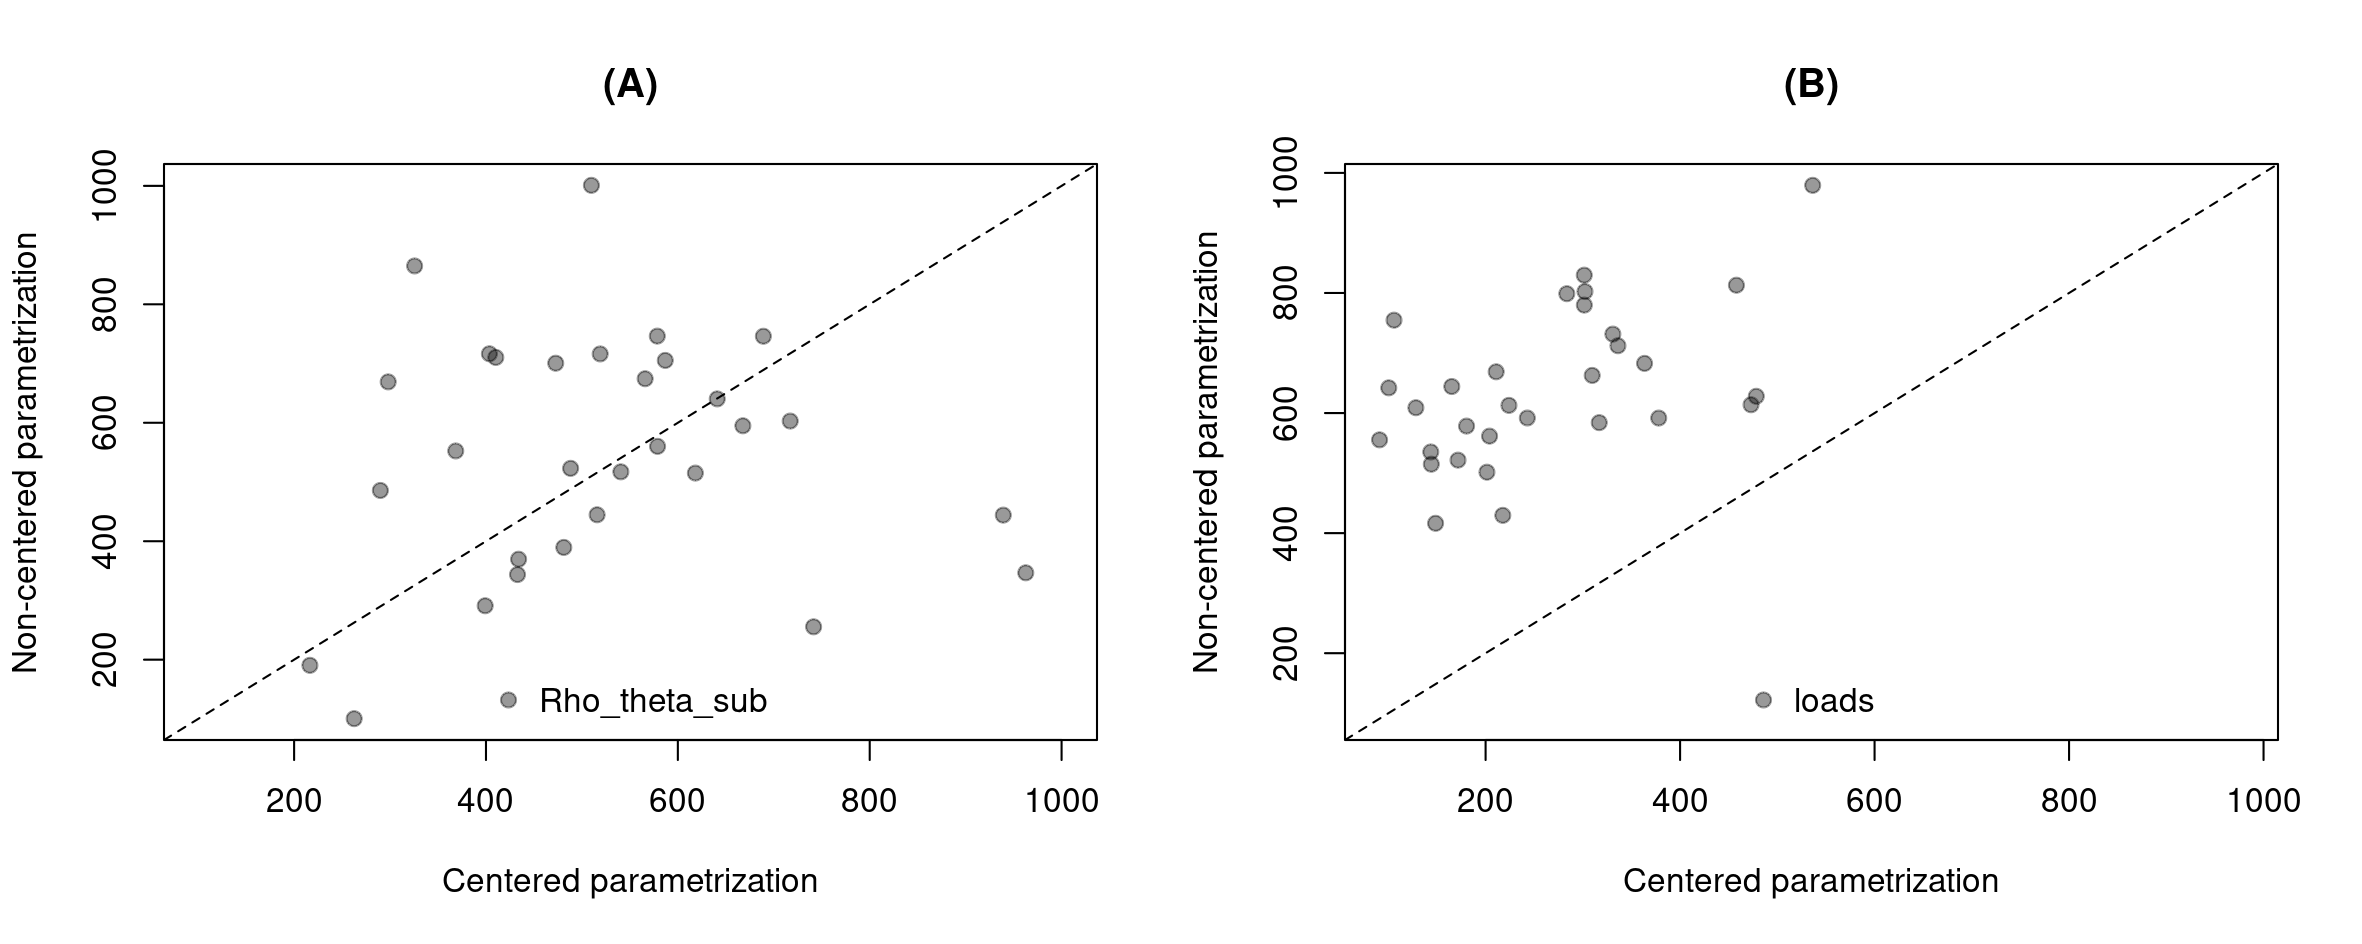 (A)
Non-centered parametrization
1000
800
600
400
200
Rho_theta_sub
200 400 600 800 1000
Centered parametrization
(B)
Non-centered parametrization
1000
800
600
400
200
loads
200 400 600 800 1000
Centered parametrization